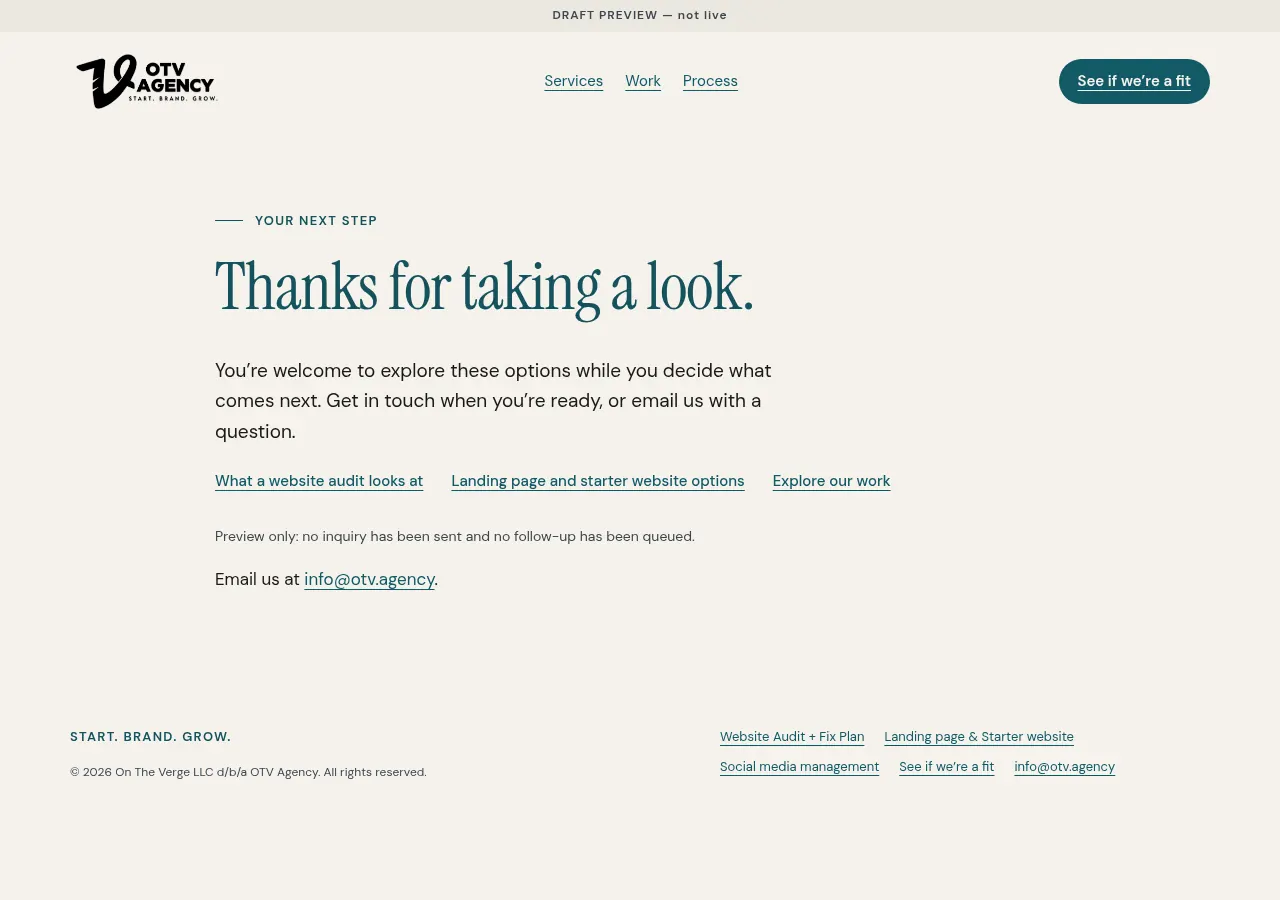 DRAFT PREVIEW — not live
OTV
AGENCY
START. BRAND. GROW.
Services Work Process
See if we’re a fit
YOUR NEXT STEP
Thanks for taking a look.
You’re welcome to explore these options while you decide what
comes next. Get in touch when you’re ready, or email us with a
question.
What a website audit looks at Landing page and starter website options Explore our work
Preview only: no inquiry has been sent and no follow-up has been queued.
Email us at info@otv.agency.
START. BRAND. GROW.
© 2026 On The Verge LLC d/b/a OTV Agency. All rights reserved.
Website Audit + Fix Plan Landing page & Starter website
Social media management See if we’re a fit info@otv.agency